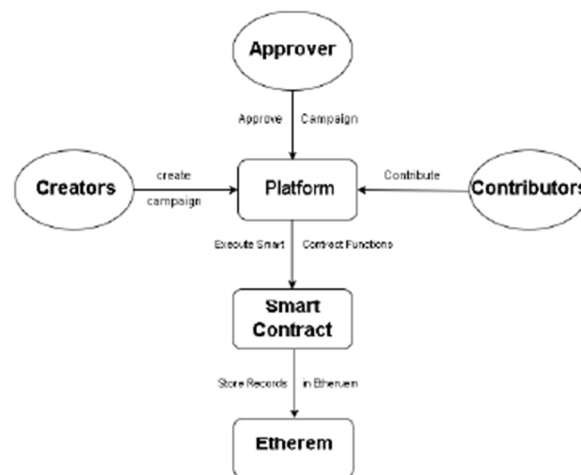 Approver
Approve Campaign
Creators
create
campaign
Platform
Contribute
Contributors
Execute Smart Contract Functions
Smart
Contract
Store Records in Etheruem
Etherem